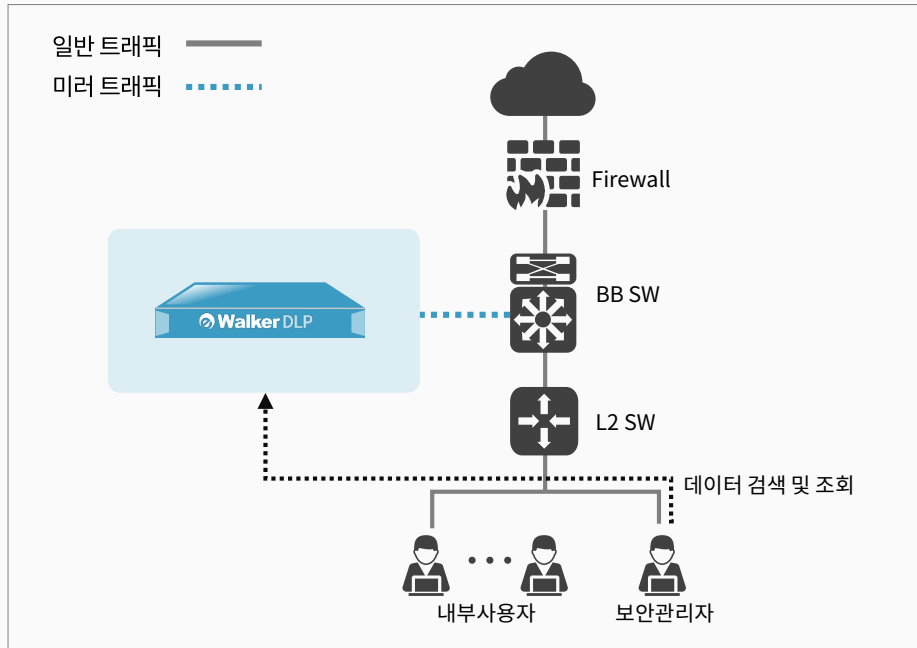 일반 트래픽
미러 트래픽
Firewall
BB SW
Walker DLP
L2 SW
데이터 검색 및 조회
내부사용자
보안관리자